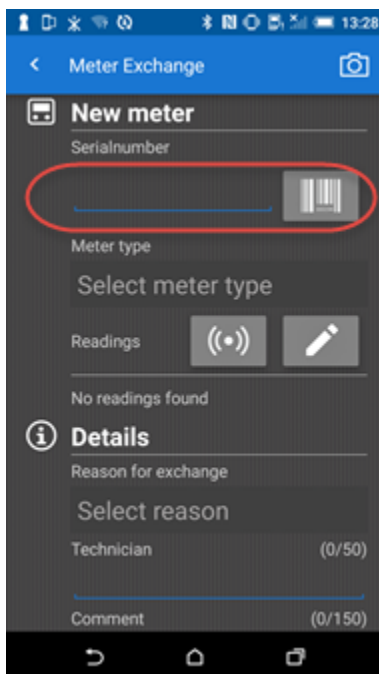 13:28
Meter Exchange
New meter
Serialnumber
Meter type
Select meter type
Readings
No readings found
Details
Reason for exchange
Select reason
Technician (0/50)
Comment (0/150)